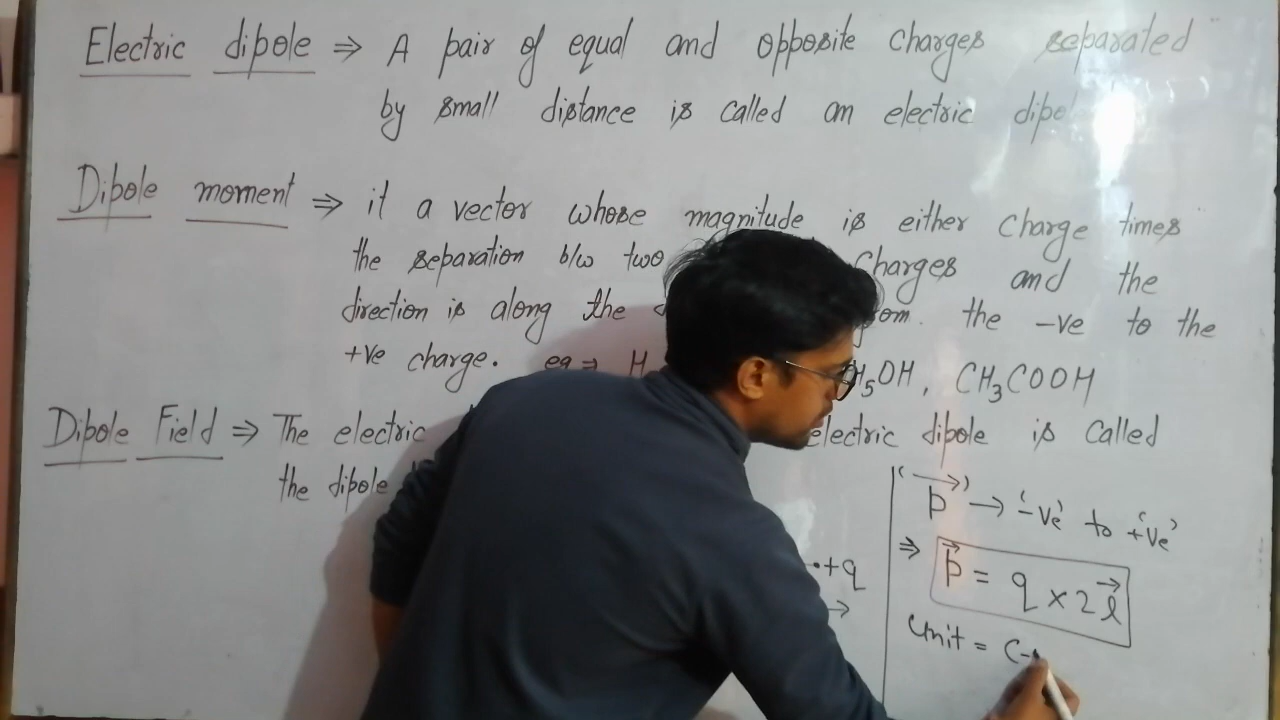 Electric dipole ⇒ A pair of equal and opposite charges separated
by small distance is called an electric dipo
Dipole moment ⇒ it a vector whose magnitude is either charge times
the separation b/w two charges and the
direction is along the the -ve to the
+ve charge. eg ⇒ H H5OH, CH3COOH
Dipole Field ⇒ The electric electric dipole is called
the dipole
"p⃗" → '-ve' to '+ve'
⇒ p⃗ = q × 2l⃗
+q
→
Unit = C-